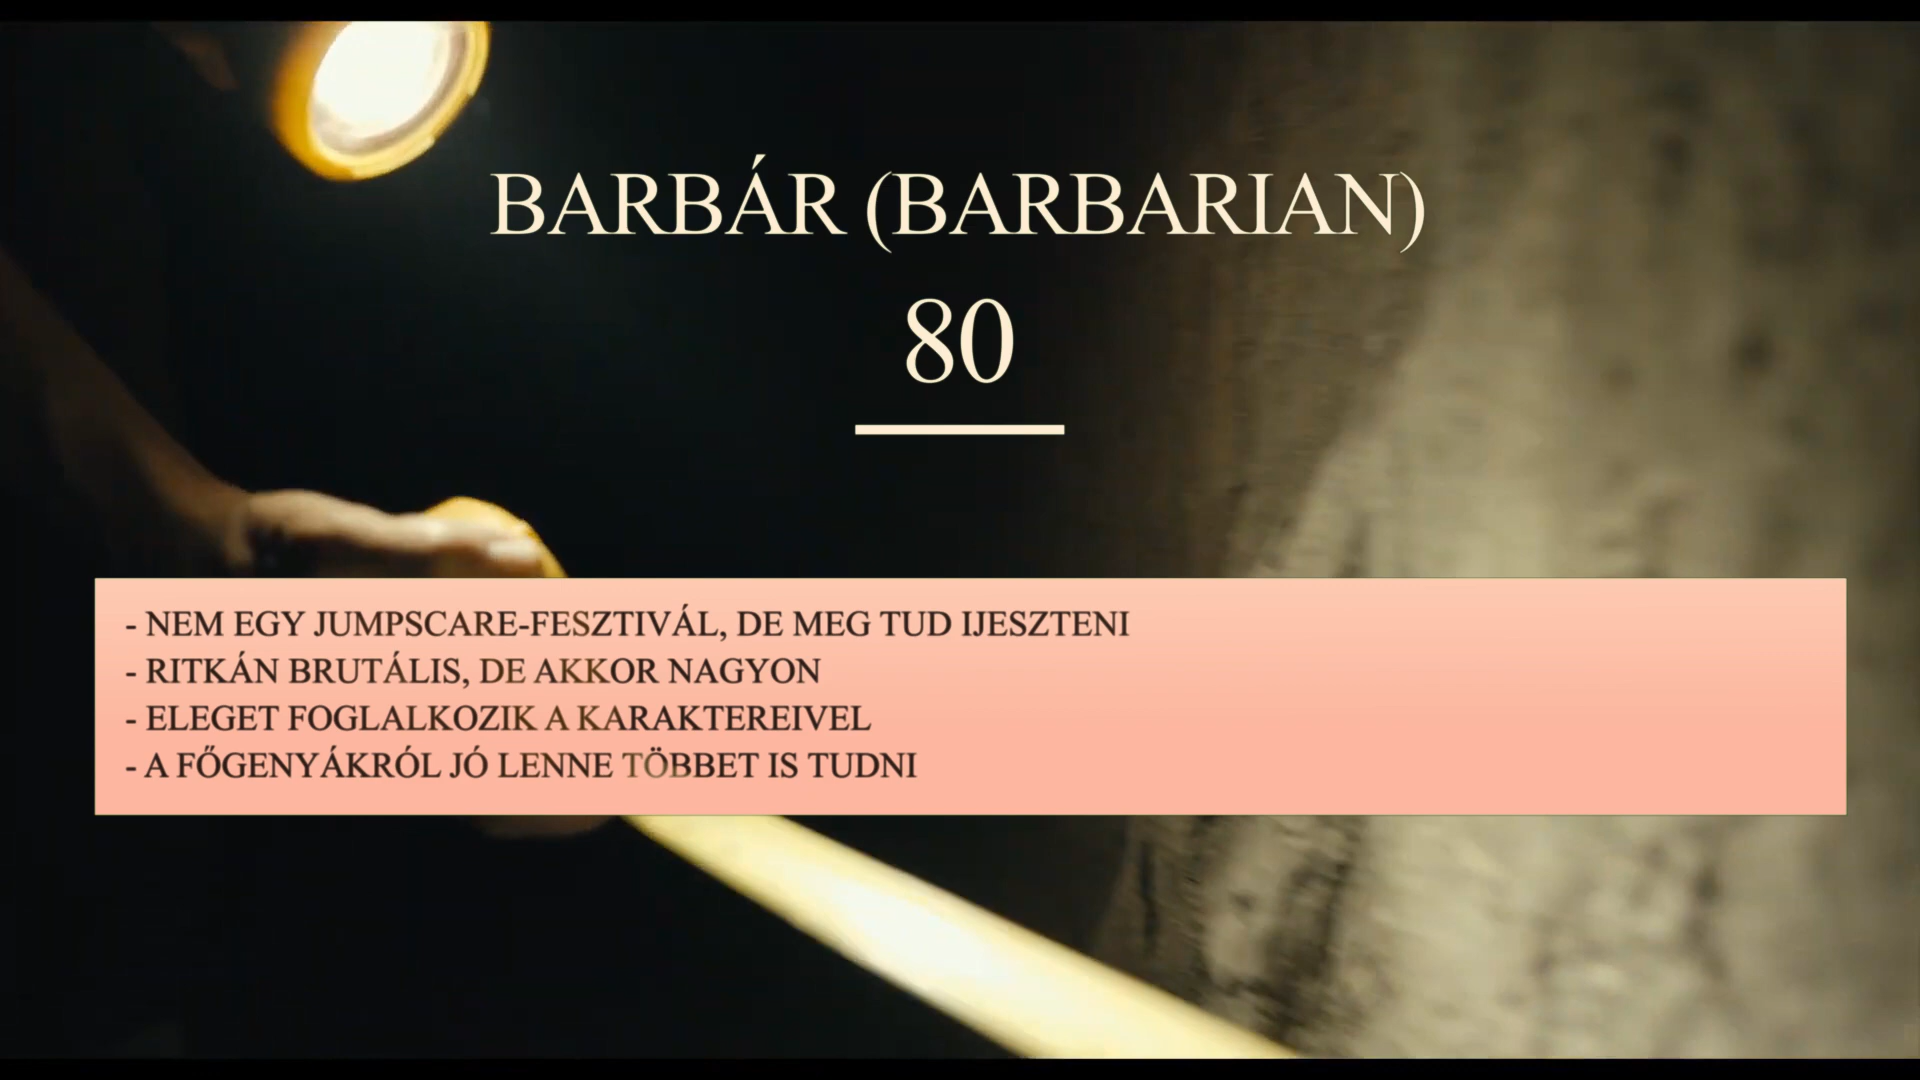 BARBÁR (BARBARIAN)
80
- NEM EGY JUMPSCARE-FESZTIVÁL, DE MEG TUD IJESZTENI
- RITKÁN BRUTÁLIS, DE AKKOR NAGYON
- ELEGET FOGLALKOZIK A KARAKTEREIVEL
- A FŐGENYÁKRÓL JÓ LENNE TÖBBET IS TUDNI